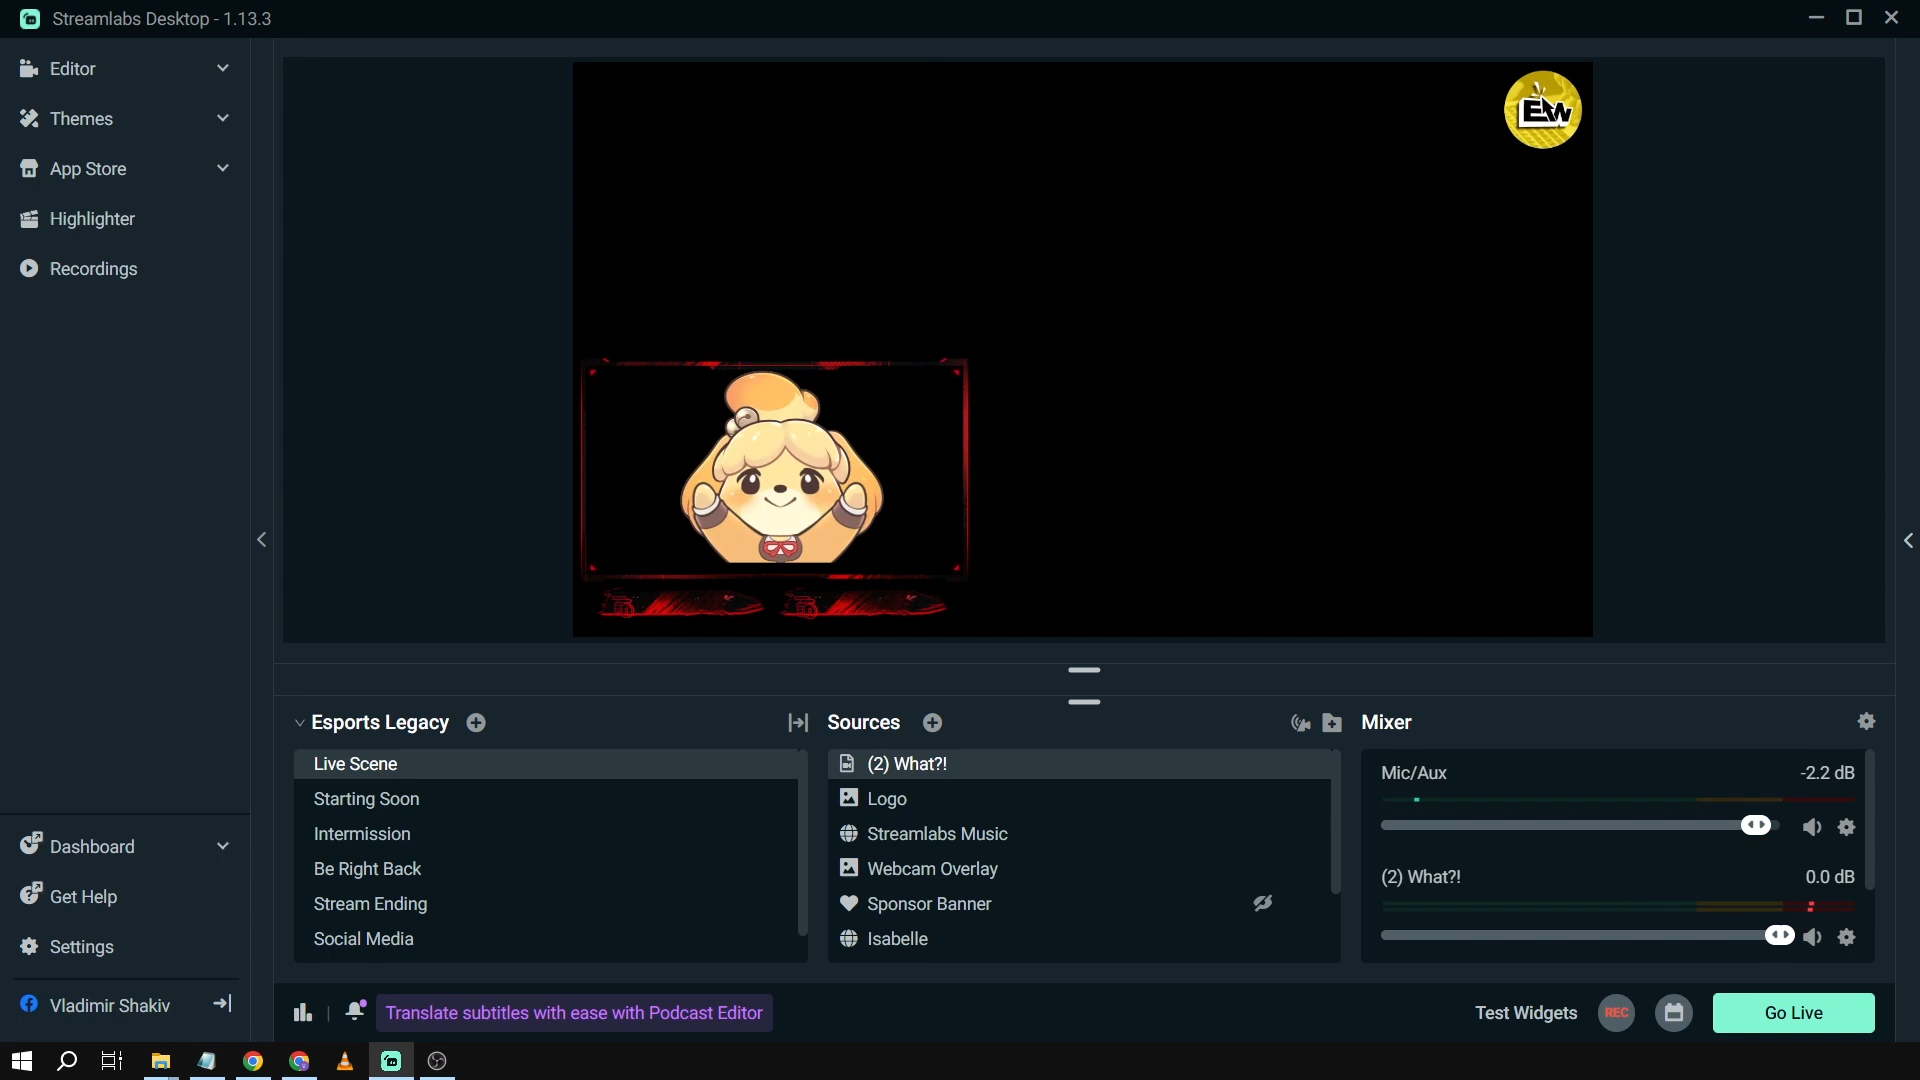 Streamlabs Desktop - 1.13.3
Editor
Themes
App Store
Highlighter
Recordings
EW
Esports Legacy
Live Scene
Starting Soon
Intermission
Be Right Back
Stream Ending
Social Media
Sources
(2) What?!
Logo
Streamlabs Music
Webcam Overlay
Sponsor Banner
Isabelle
Mixer
Mic/Aux -2.2 dB
(2) What?! 0.0 dB
Dashboard
Get Help
Settings
Vladimir Shakiv
Translate subtitles with ease with Podcast Editor
Test Widgets
REC
Go Live